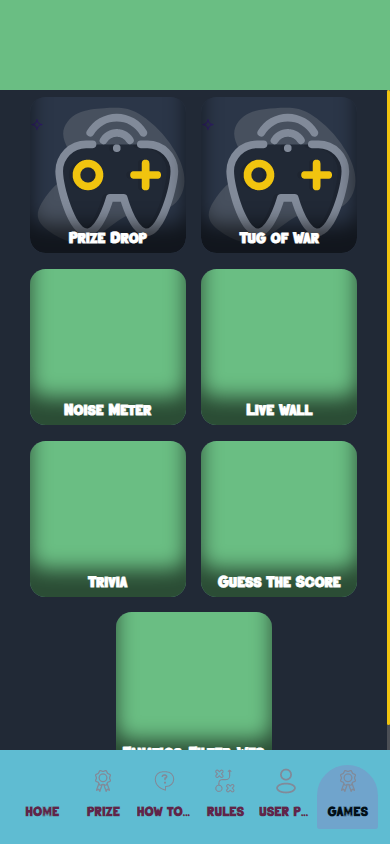 Prize Drop
Tug of War
Noise Meter
Live Wall
Trivia
Guess The Score
HOME
PRIZE
HOW TO...
RULES
USER P...
GAMES